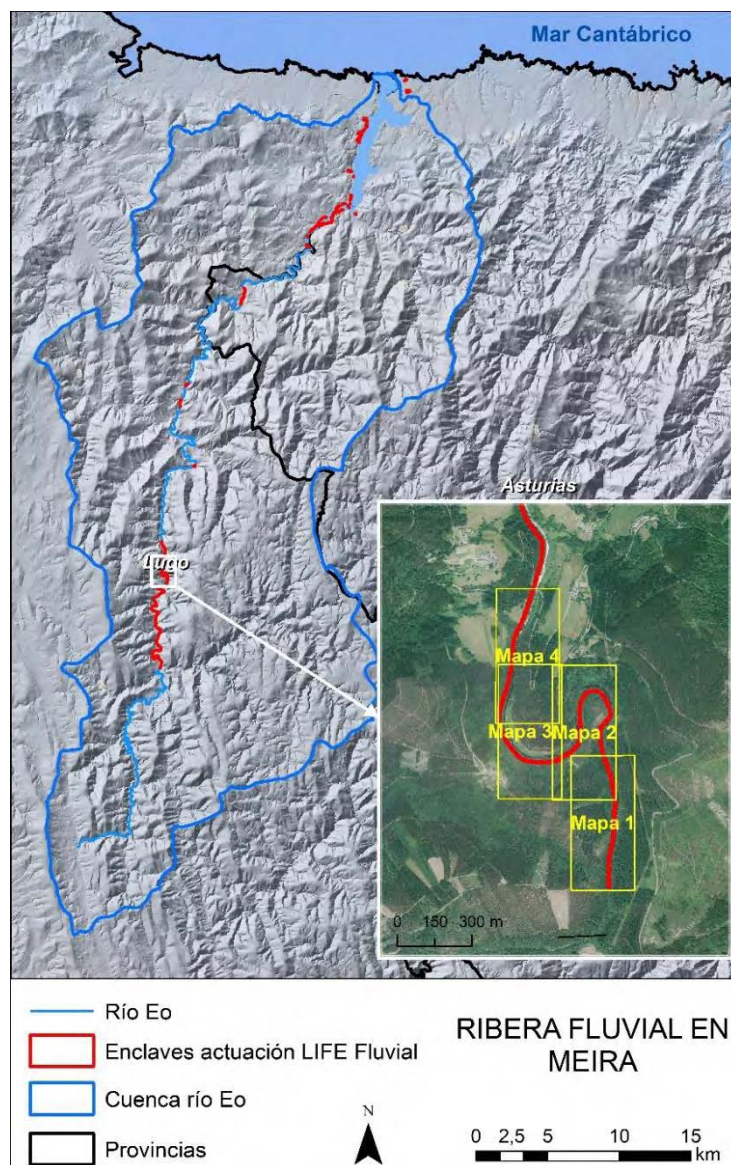 Mar Cantábrico
Asturias
Lugo
Mapa 4
Mapa 3
Mapa 2
Mapa 1
0 150 300 m
Río Eo
Enclaves actuación LIFE Fluvial
Cuenca río Eo
Provincias
RIBERA FLUVIAL EN
MEIRA
N
0 2,5 5 10 15
km